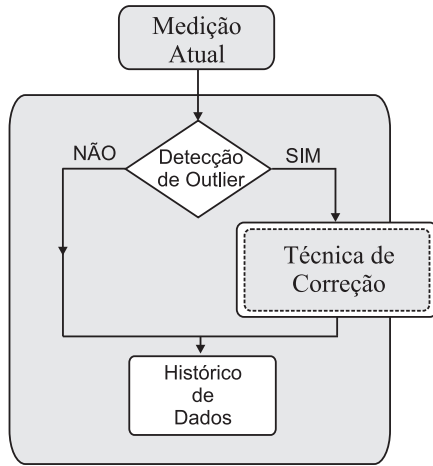 Medição
Atual
NÃO
Detecção
de Outlier
SIM
Técnica de
Correção
Histórico
de
Dados